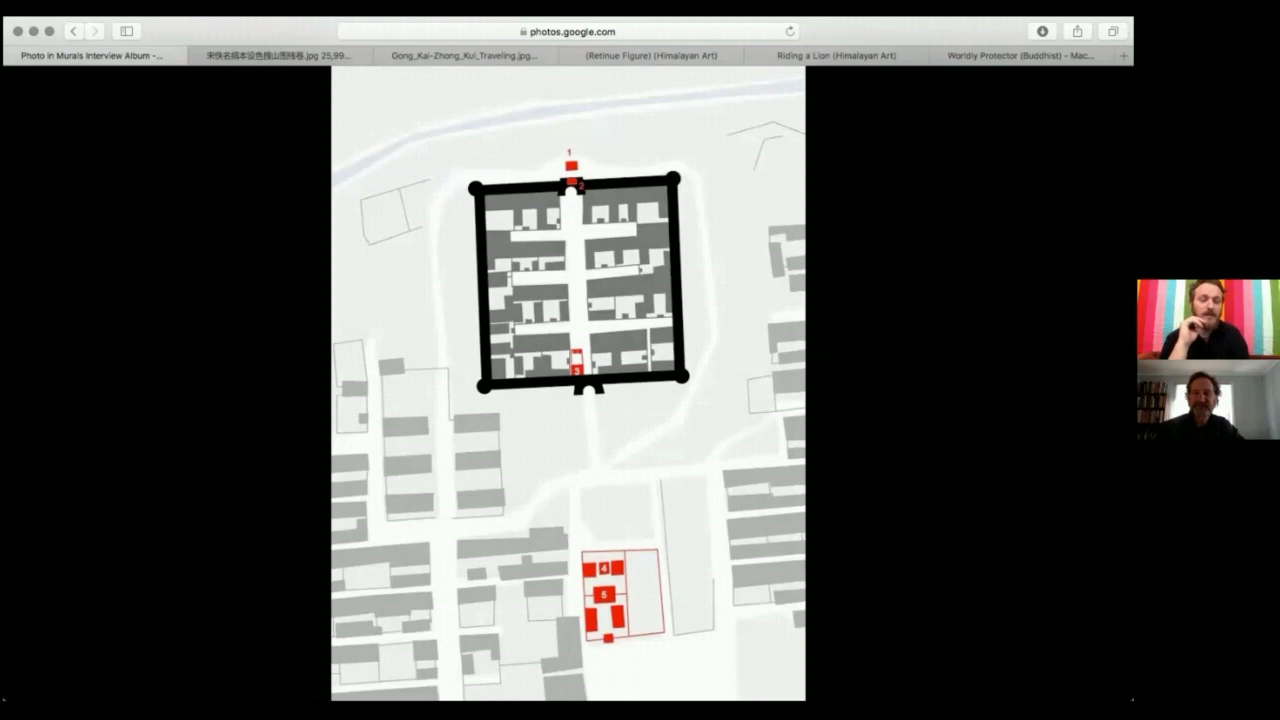 photos.google.com
Photo in Murals Interview Album -...
宋佚名绢本设色搜山图残卷.jpg 25,99...
Gong_Kai-Zhong_Kui_Traveling.jpg...
(Retinue Figure) (Himalayan Art)
Riding a Lion (Himalayan Art)
Worldly Protector (Buddhist) – Mac...
1
2
3
4
5